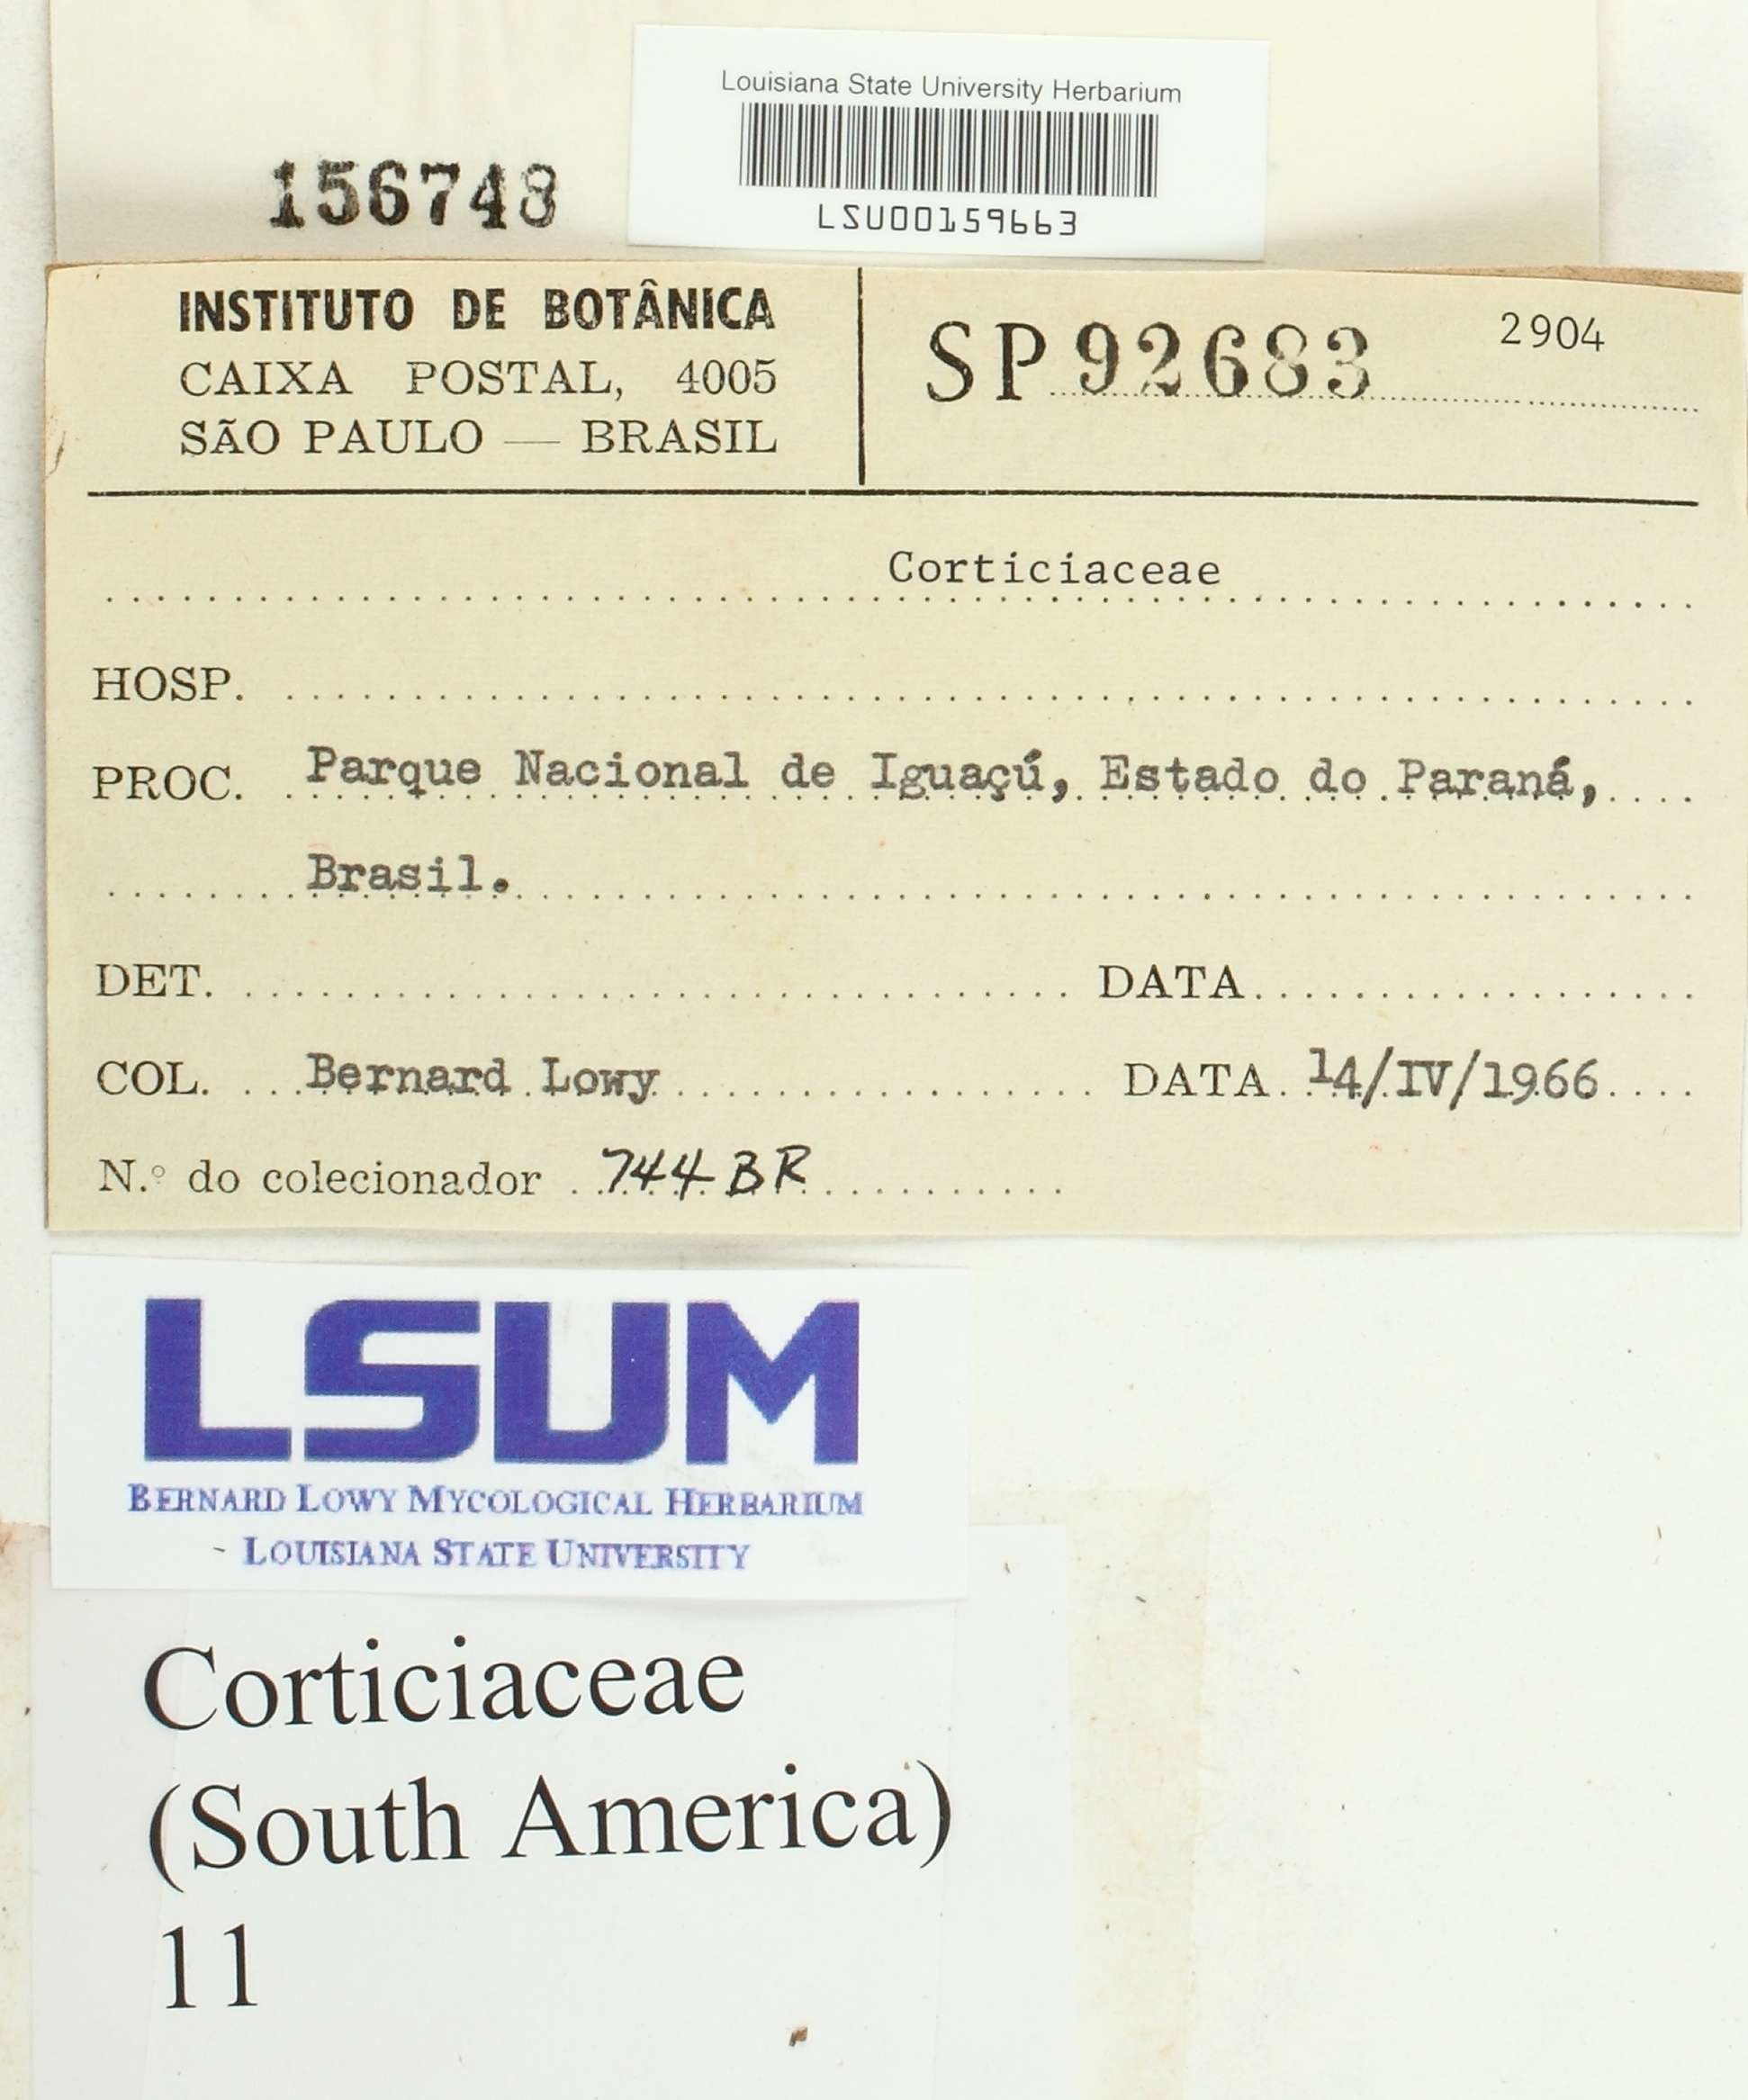 Louisiana State University Herbarium
156748
LSU00159663
INSTITUTO DE BOTÂNICA
CAIXA POSTAL, 4005
SÃO PAULO — BRASIL
SP 92683
2904
Corticiaceae
HOSP.
PROC. Parque Nacional de Iguaçú, Estado do Paraná,
Brasil.
DET. DATA
COL. Bernard Lowy DATA 14/IV/1966
N.º do colecionador 744 BR
LSUM
BERNARD LOWY MYCOLOGICAL HERBARIUM
- LOUISIANA STATE UNIVERSITY
Corticiaceae
(South America)
11